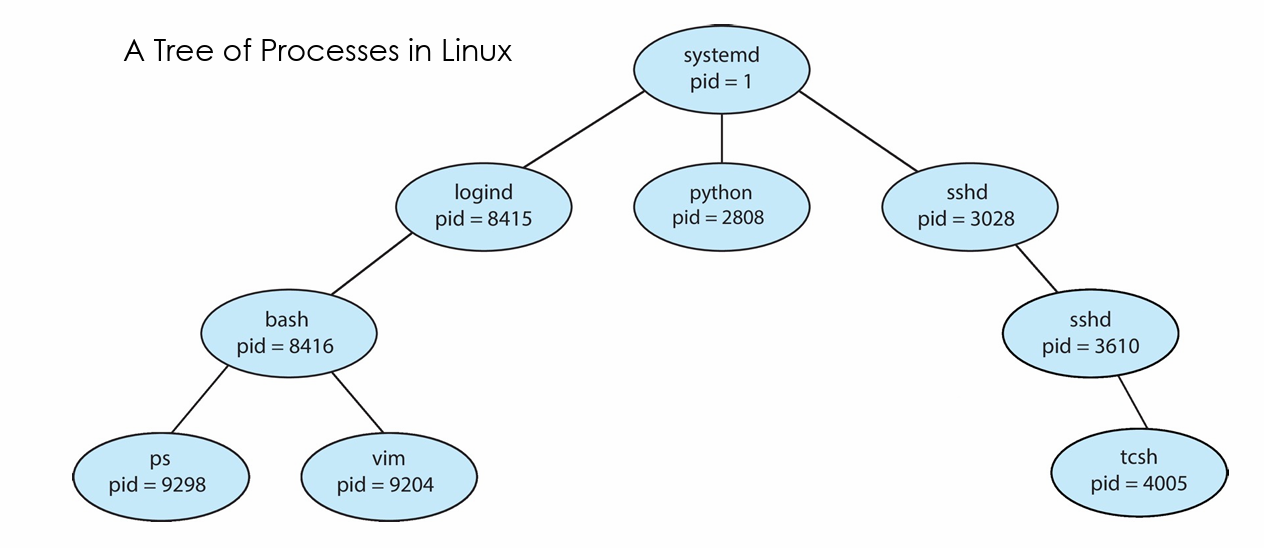 A Tree of Processes in Linux
systemd
pid = 1
logind
pid = 8415
python
pid = 2808
sshd
pid = 3028
bash
pid = 8416
sshd
pid = 3610
ps
pid = 9298
vim
pid = 9204
tcsh
pid = 4005